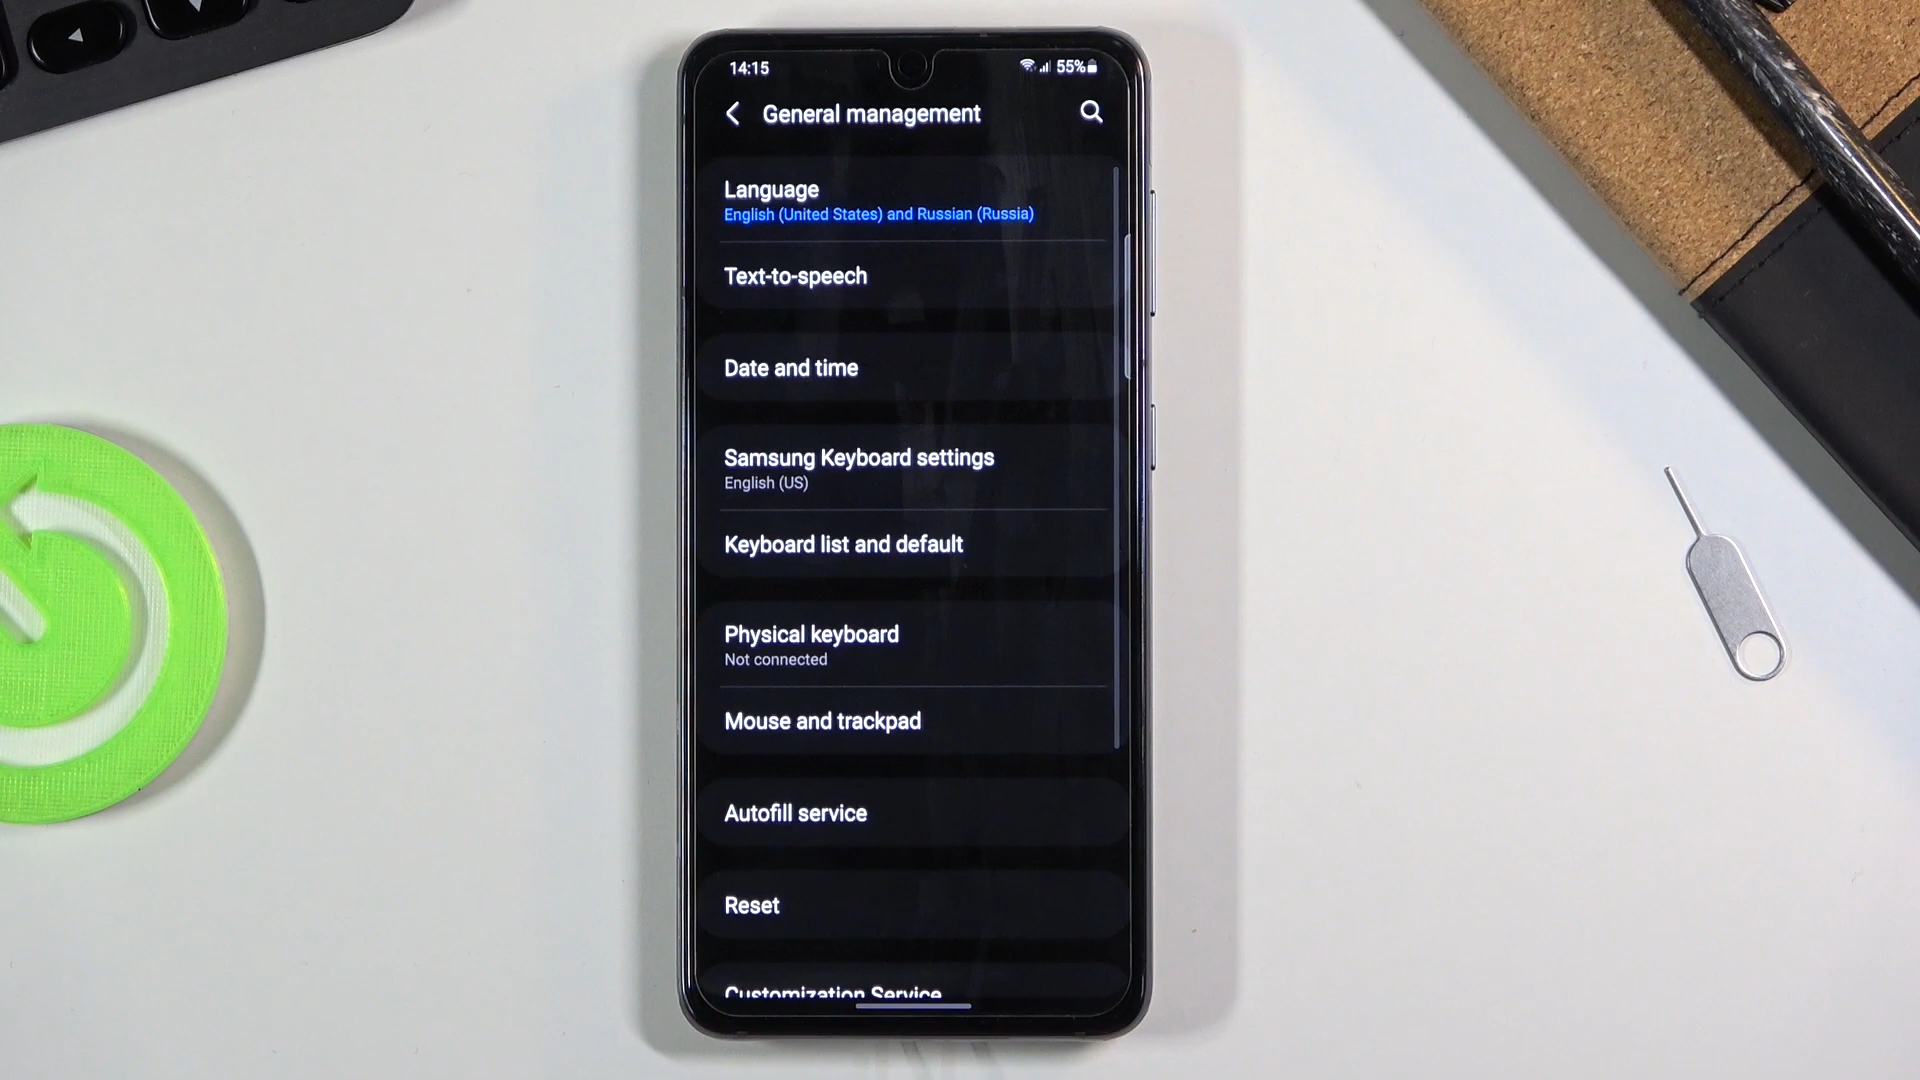 14:15
55%
General management
Language
English (United States) and Russian (Russia)
Text-to-speech
Date and time
Samsung Keyboard settings
English (US)
Keyboard list and default
Physical keyboard
Not connected
Mouse and trackpad
Autofill service
Reset
Customization Service